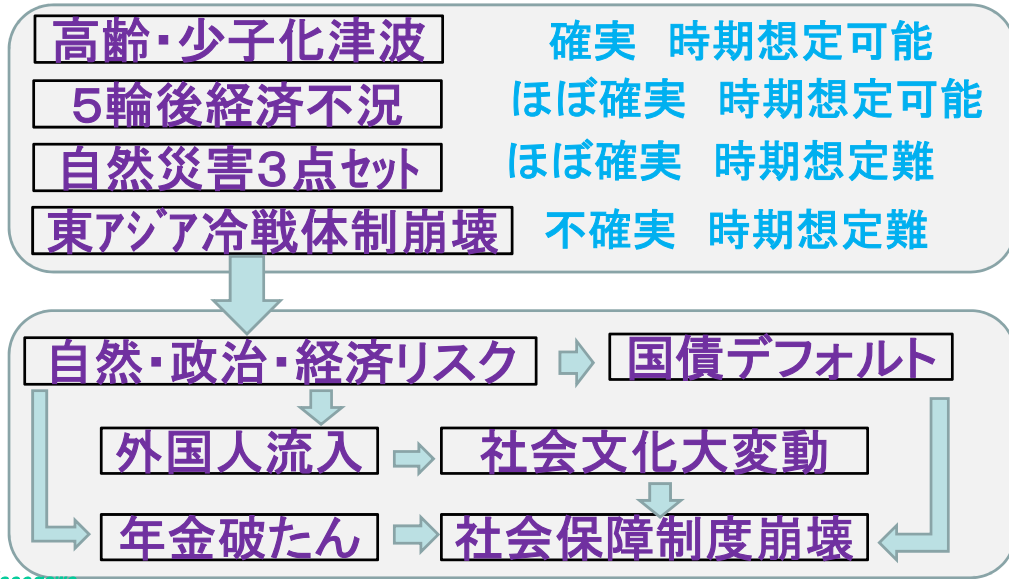 高齢・少子化津波 確実 時期想定可能
5輪後経済不況 ほぼ確実 時期想定可能
自然災害3点セット ほぼ確実 時期想定難
東アジア冷戦体制崩壊 不確実 時期想定難
自然・政治・経済リスク 国債デフォルト
外国人流入 社会文化大変動
年金破たん 社会保障制度崩壊